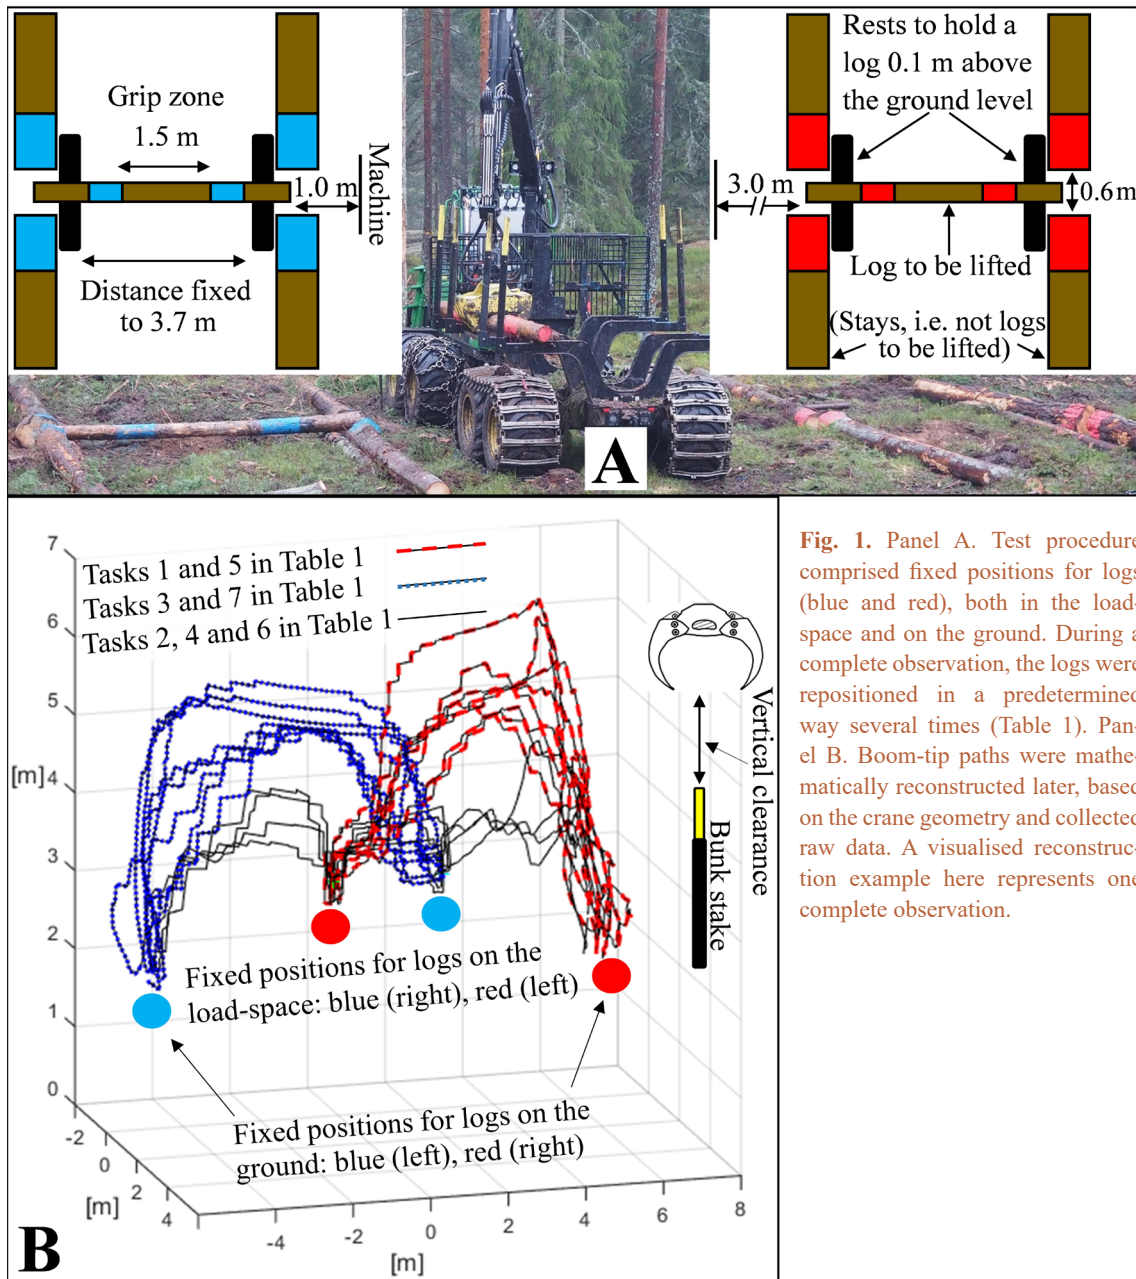 Grip zone
1.5 m
1.0 m
Machine
Distance fixed
to 3.7 m
Rests to hold a
log 0.1 m above
the ground level
3.0 m
0.6 m
Log to be lifted
(Stays, i.e. not logs
to be lifted)
A
7
6
5
[m] 4
3
2
1
0
-2
0
2
4
[m]
-4
-2
0
2
4
6
8
[m]
Tasks 1 and 5 in Table 1
Tasks 3 and 7 in Table 1
Tasks 2, 4 and 6 in Table 1
Vertical clearance
Bunk stake
Fixed positions for logs on the
load-space: blue (right), red (left)
Fixed positions for logs on the
ground: blue (left), red (right)
B
Fig. 1. Panel A. Test procedure
comprised fixed positions for logs
(blue and red), both in the load-
space and on the ground. During a
complete observation, the logs were
repositioned in a predetermined
way several times (Table 1). Pan-
el B. Boom-tip paths were mathe-
matically reconstructed later, based
on the crane geometry and collected
raw data. A visualised reconstruc-
tion example here represents one
complete observation.